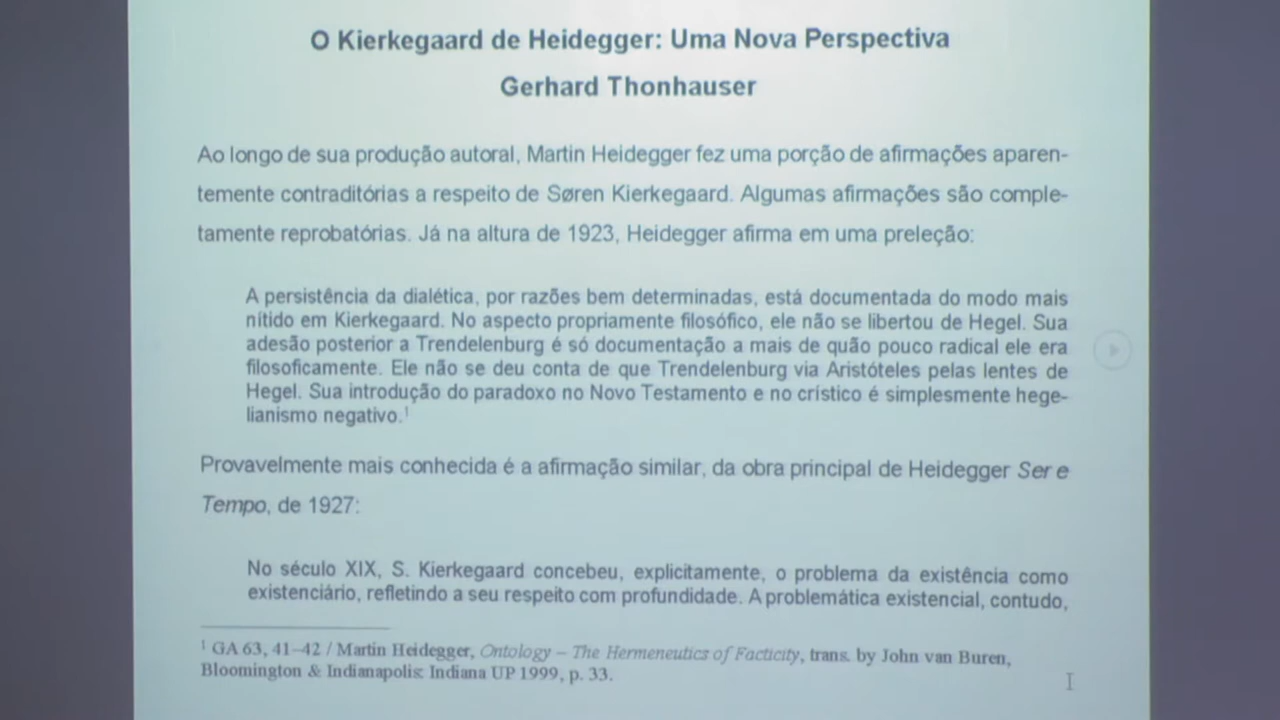 O Kierkegaard de Heidegger: Uma Nova Perspectiva
Gerhard Thonhauser
Ao longo de sua produção autoral, Martin Heidegger fez uma porção de afirmações aparen-
temente contraditórias a respeito de Søren Kierkegaard. Algumas afirmações são comple-
tamente reprobatórias. Já na altura de 1923, Heidegger afirma em uma preleção:
A persistência da dialética, por razões bem determinadas, está documentada do modo mais
nítido em Kierkegaard. No aspecto propriamente filosófico, ele não se libertou de Hegel. Sua
adesão posterior a Trendelenburg é só documentação a mais de quão pouco radical ele era
filosoficamente. Ele não se deu conta de que Trendelenburg via Aristóteles pelas lentes de
Hegel. Sua introdução do paradoxo no Novo Testamento e no crístico é simplesmente hege-
lianismo negativo.¹
Provavelmente mais conhecida é a afirmação similar, da obra principal de Heidegger Ser e
Tempo, de 1927:
No século XIX, S. Kierkegaard concebeu, explicitamente, o problema da existência como
existenciário, refletindo a seu respeito com profundidade. A problemática existencial, contudo,
¹ GA 63, 41–42 / Martin Heidegger, Ontology – The Hermeneutics of Facticity, trans. by John van Buren,
Bloomington & Indianapolis: Indiana UP 1999, p. 33.